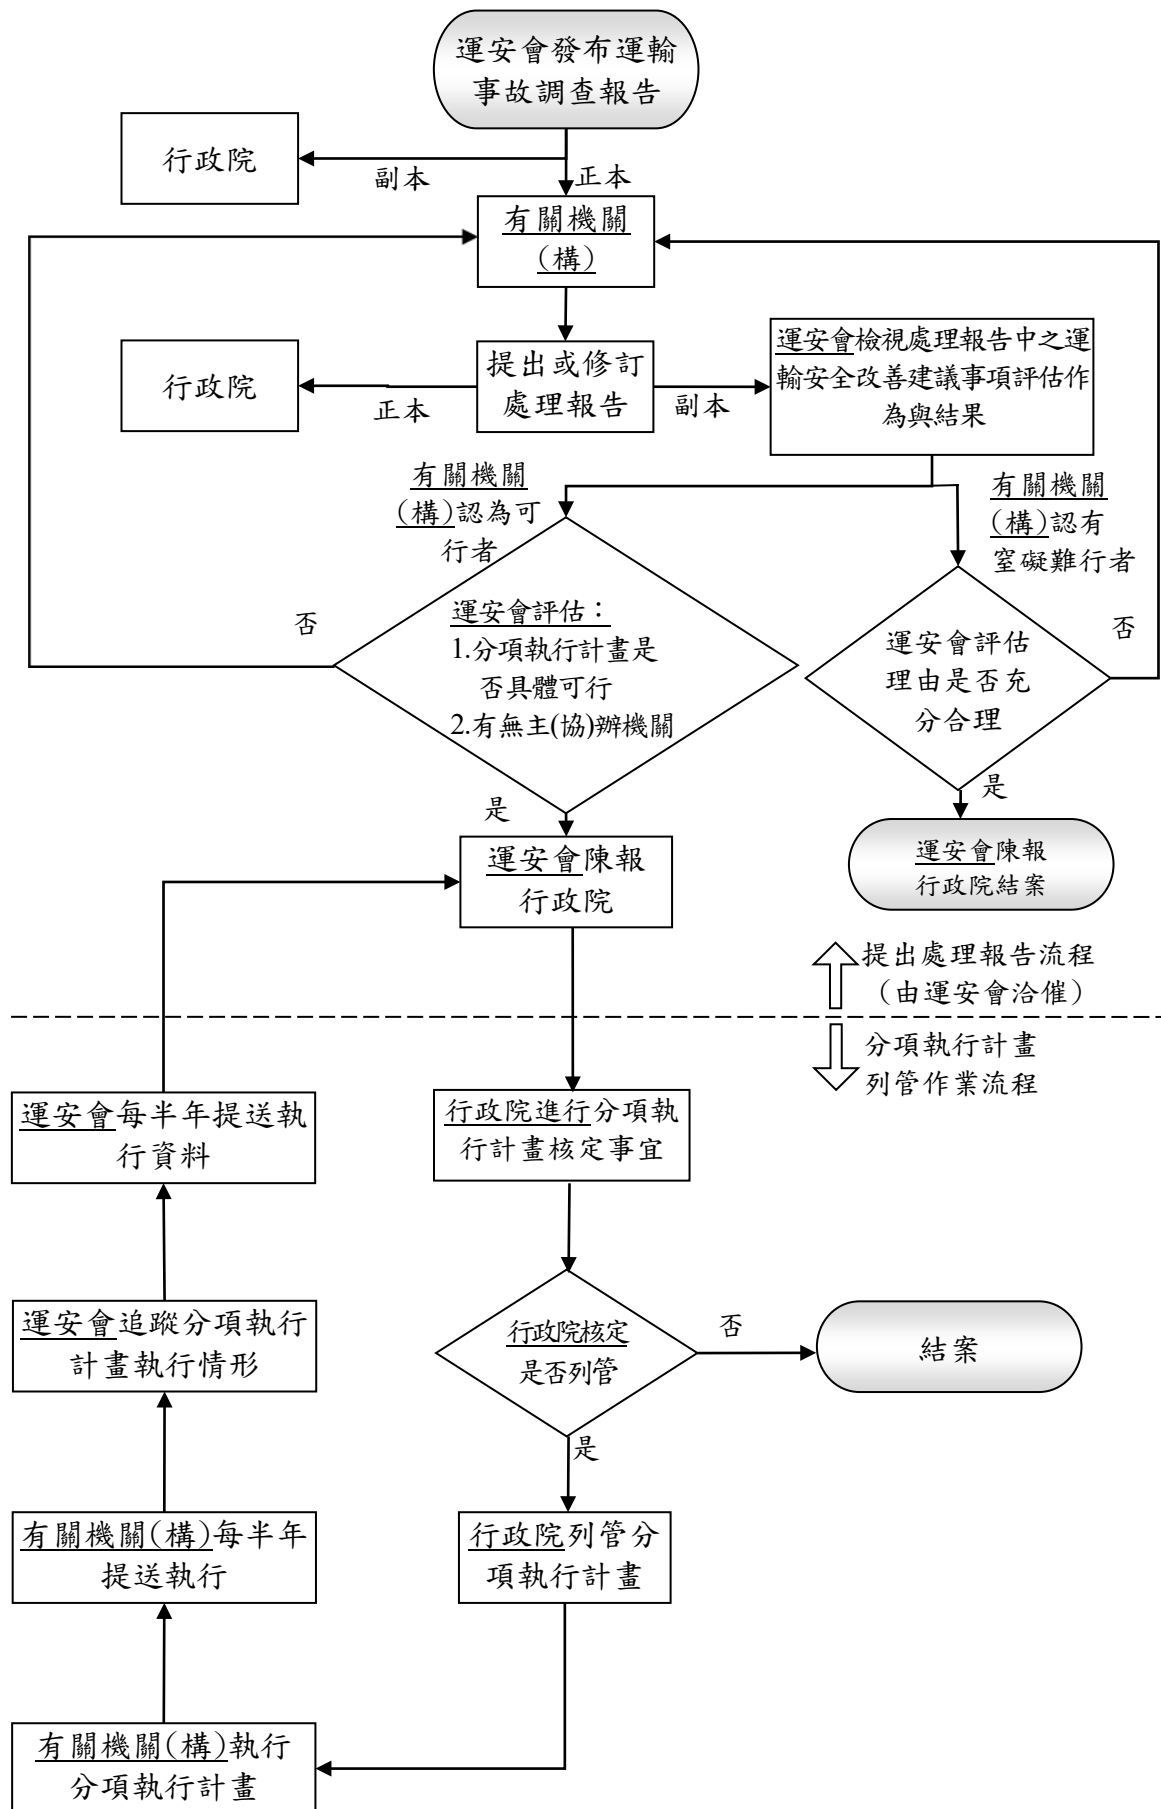 運安會發布運輸
事故調查報告
行政院
副本
正本
有關機關
(構)
行政院
正本
提出或修訂
處理報告
副本
運安會檢視處理報告中之運
輸安全改善建議事項評估作
為與結果
有關機關
(構)認為可
行者
有關機關
(構)認有
窒礙難行者
否
運安會評估：
1.分項執行計畫是
否具體可行
2.有無主(協)辦機關
運安會評估
理由是否充
分合理
否
是
是
運安會陳報
行政院
運安會陳報
行政院結案
提出處理報告流程
（由運安會洽催）
分項執行計畫
列管作業流程
運安會每半年提送執
行資料
行政院進行分項執
行計畫核定事宜
運安會追蹤分項執行
計畫執行情形
行政院核定
是否列管
否
結案
是
有關機關(構)每半年
提送執行
行政院列管分
項執行計畫
有關機關(構)執行
分項執行計畫